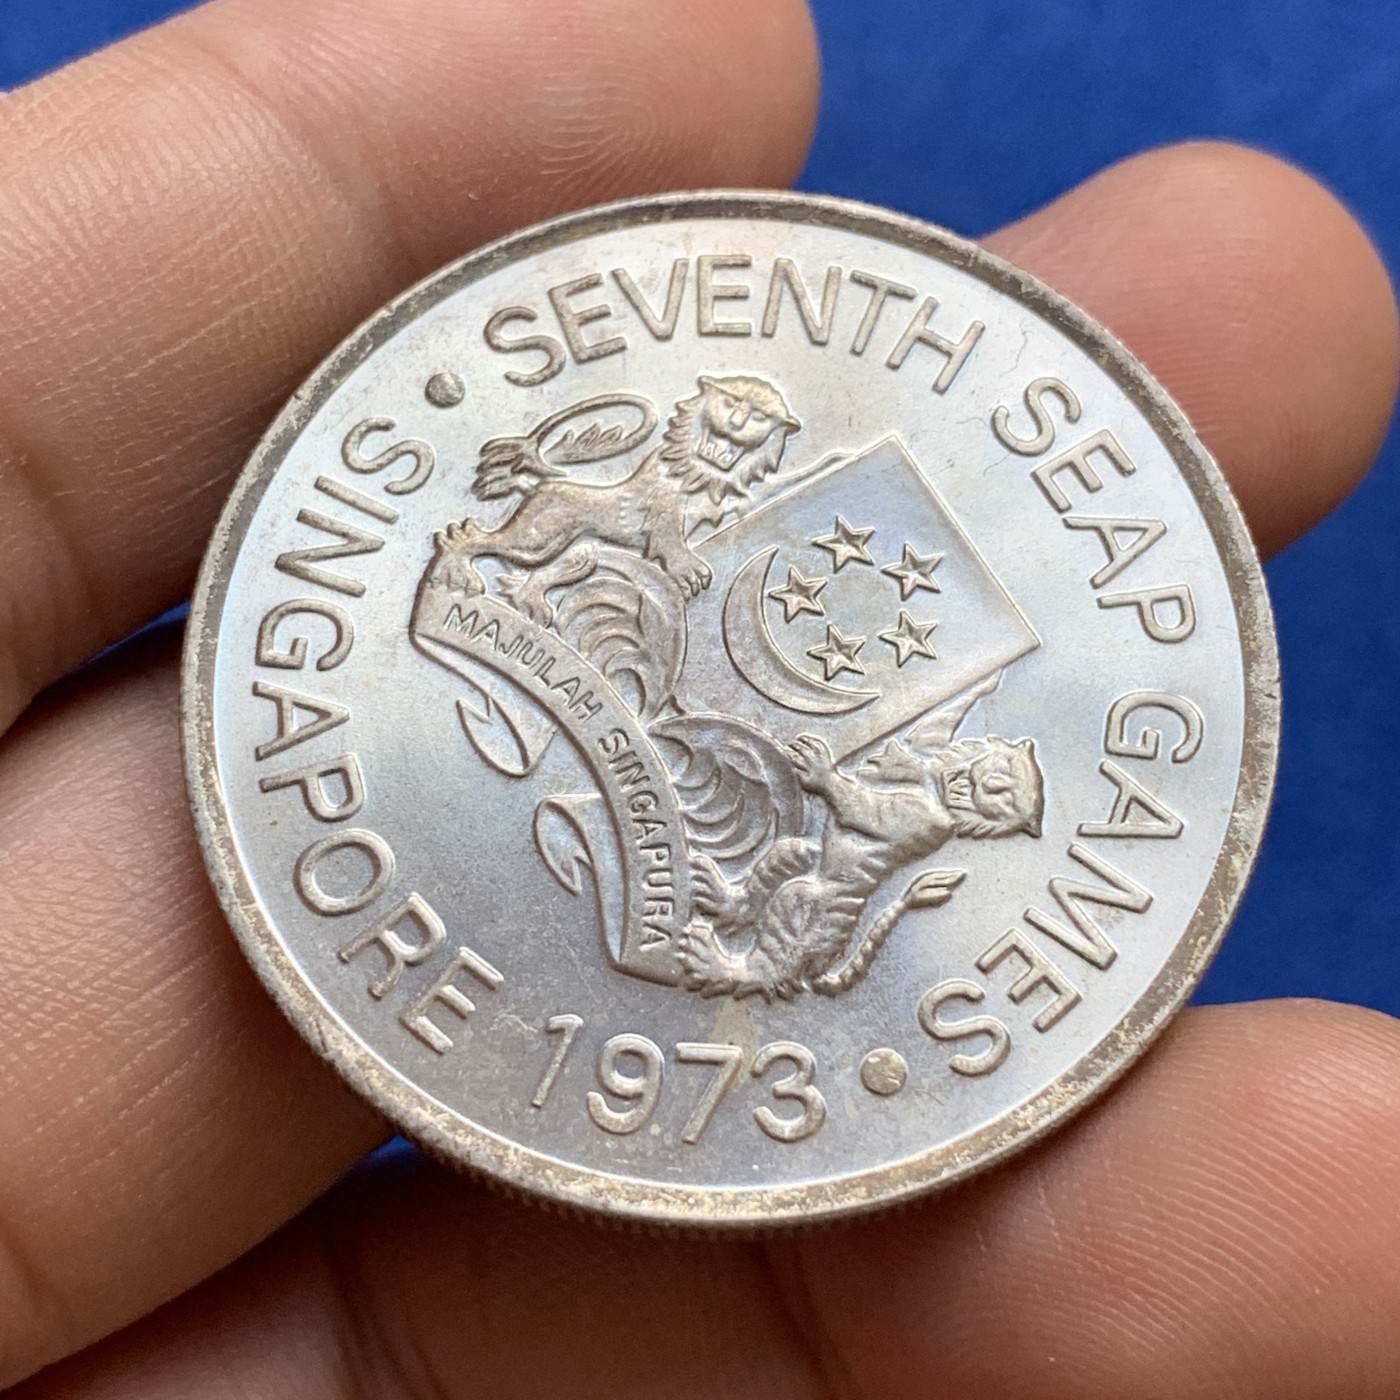 SEVENTH SEAP GAMES
SINGAPORE 1973
MAJULAH SINGAPURA